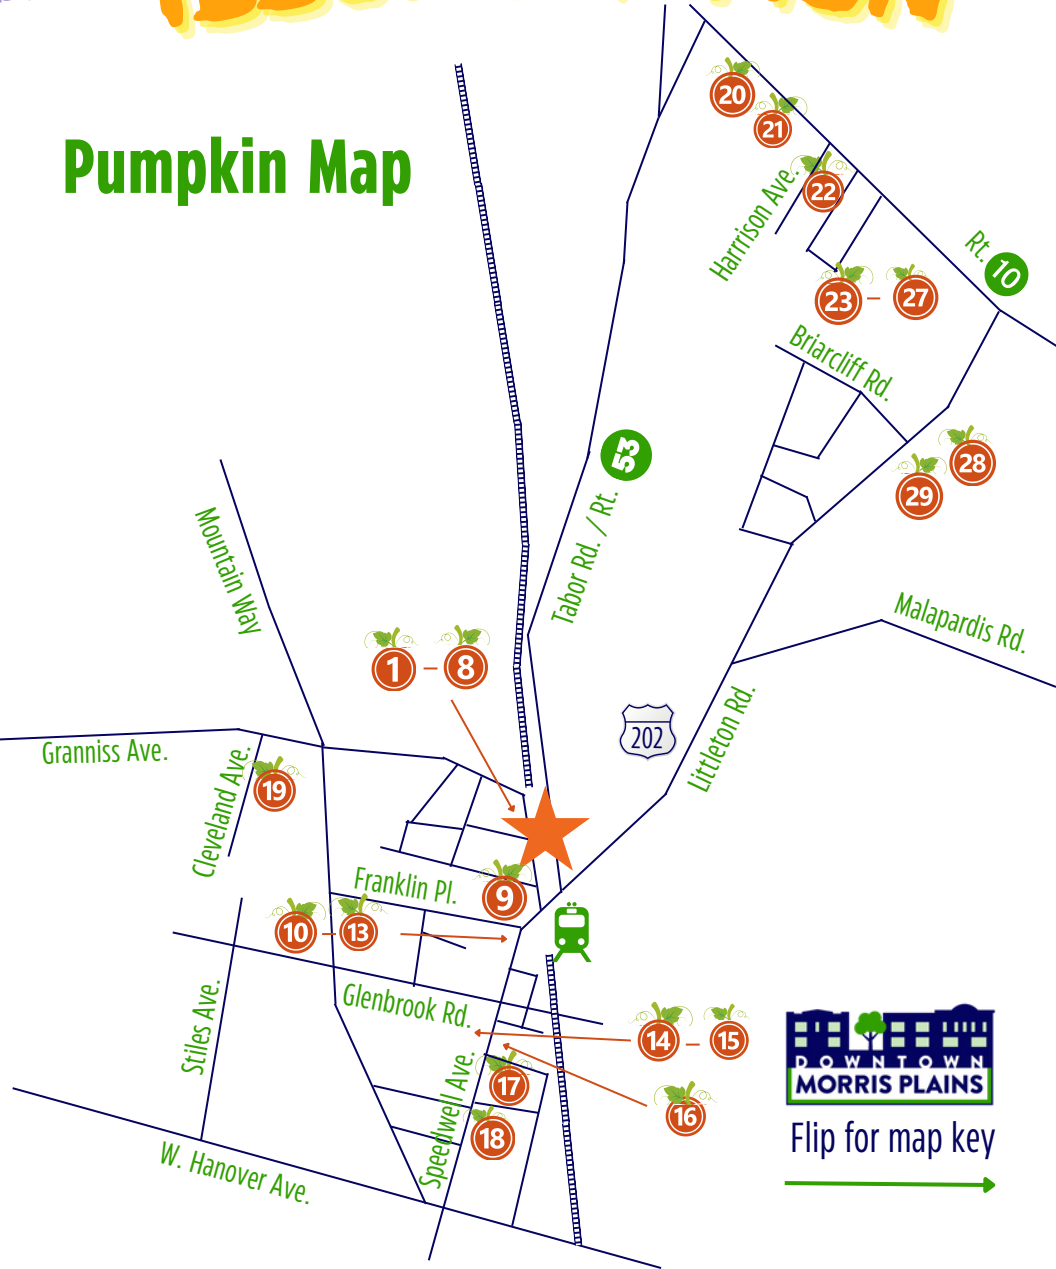 Pumpkin Map
20
21
22
Harrison Ave.
Rt. 10
23 – 27
Briarcliff Rd.
28
29
53
Tabor Rd. / Rt.
Mountain Way
Malapardis Rd.
1 – 8
Littleton Rd.
202
Granniss Ave.
Cleveland Ave.
19
Franklin Pl.
9
10 – 13
Glenbrook Rd.
Stiles Ave.
14 – 15
16
17
18
Speedwell Ave.
W. Hanover Ave.
DOWNTOWN
MORRIS PLAINS
Flip for map key